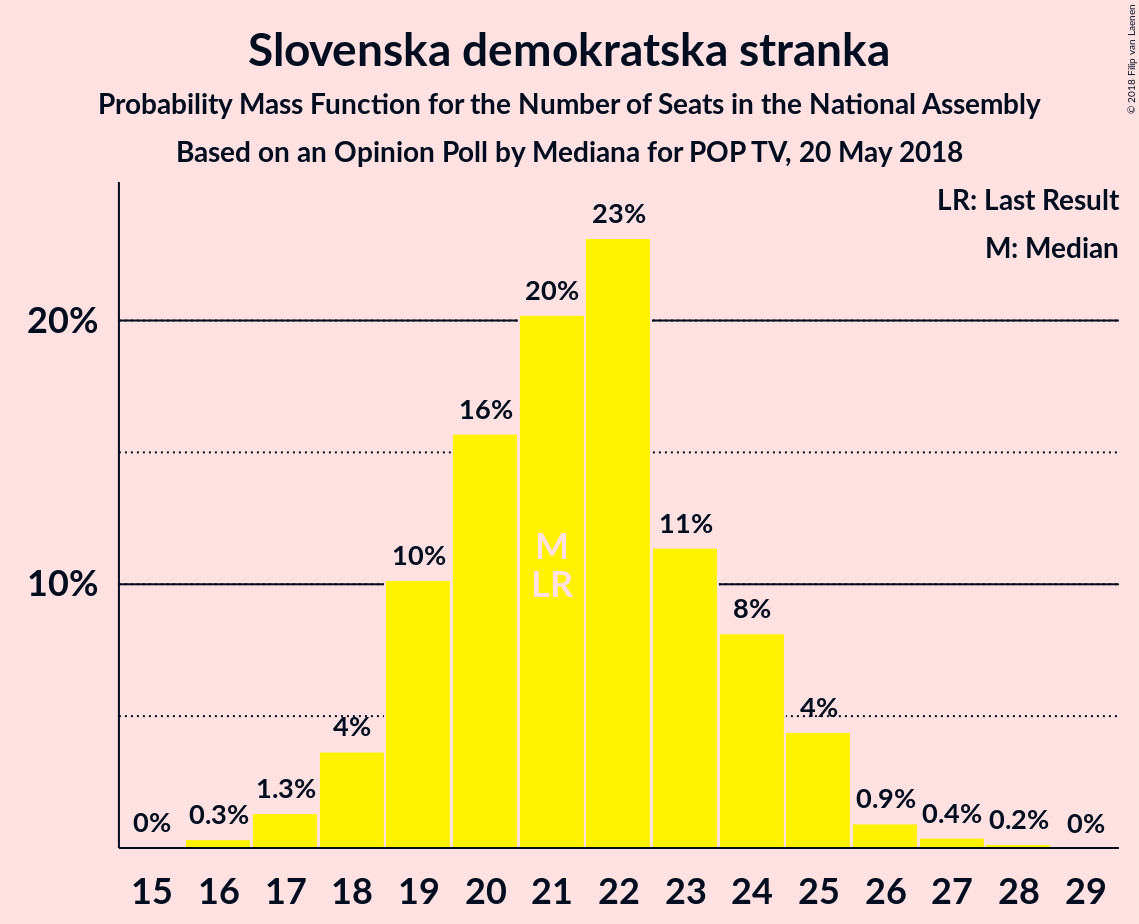 Slovenska demokratska stranka
Probability Mass Function for the Number of Seats in the National Assembly
Based on an Opinion Poll by Mediana for POP TV, 20 May 2018
© 2018 Filip van Laenen
LR: Last Result
M: Median
20%
10%
0%
0.3%
1.3%
4%
10%
16%
20%
23%
11%
8%
4%
0.9%
0.4%
0.2%
0%
M
LR
15 16 17 18 19 20 21 22 23 24 25 26 27 28 29